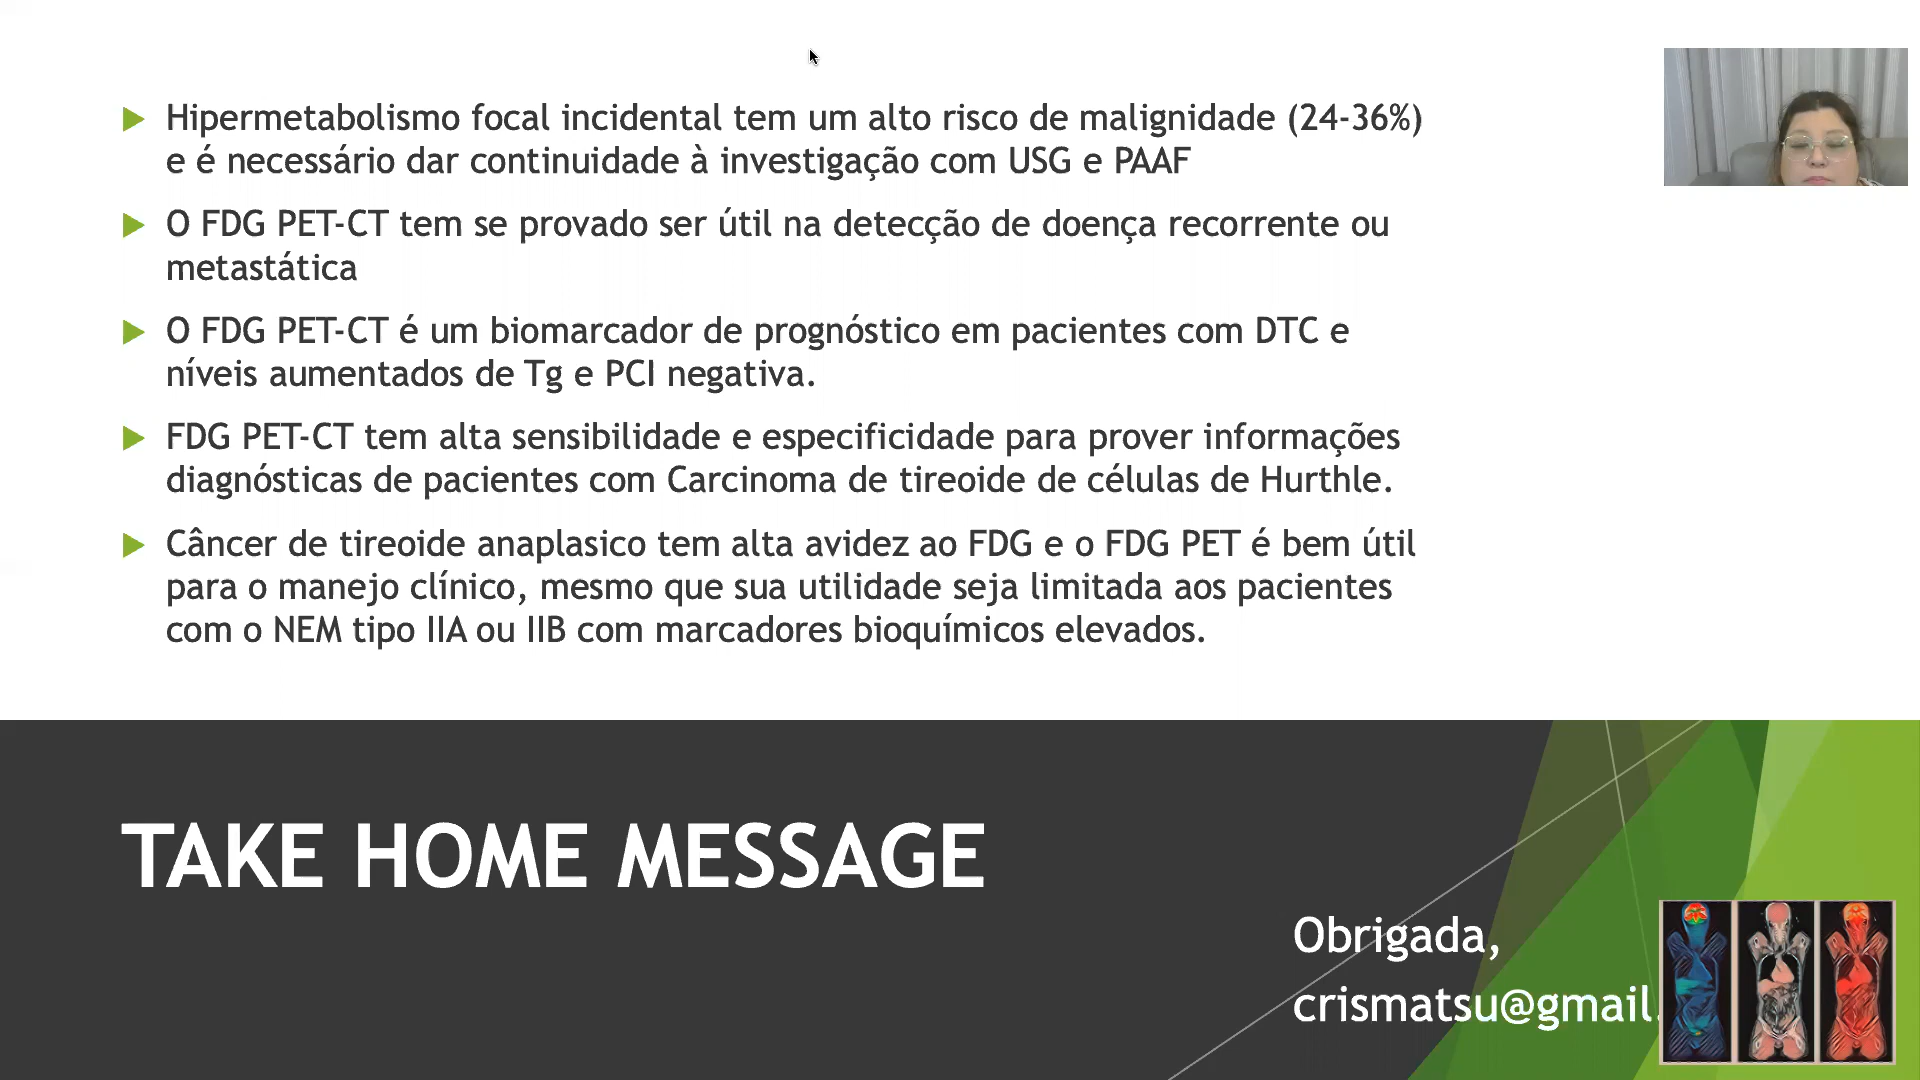 Hipermetabolismo focal incidental tem um alto risco de malignidade (24-36%)
e é necessário dar continuidade à investigação com USG e PAAF
O FDG PET-CT tem se provado ser útil na detecção de doença recorrente ou
metastática
O FDG PET-CT é um biomarcador de prognóstico em pacientes com DTC e
níveis aumentados de Tg e PCI negativa.
FDG PET-CT tem alta sensibilidade e especificidade para prover informações
diagnósticas de pacientes com Carcinoma de tireoide de células de Hurthle.
Câncer de tireoide anaplasico tem alta avidez ao FDG e o FDG PET é bem útil
para o manejo clínico, mesmo que sua utilidade seja limitada aos pacientes
com o NEM tipo IIA ou IIB com marcadores bioquímicos elevados.
TAKE HOME MESSAGE
Obrigada,
crismatsu@gmail.